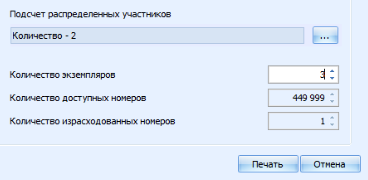 Подсчет распределенных участников
Количество - 2 ...
Количество экземпляров 3
Количество доступных номеров 449 999
Количество израсходованных номеров 1
Печать Отмена